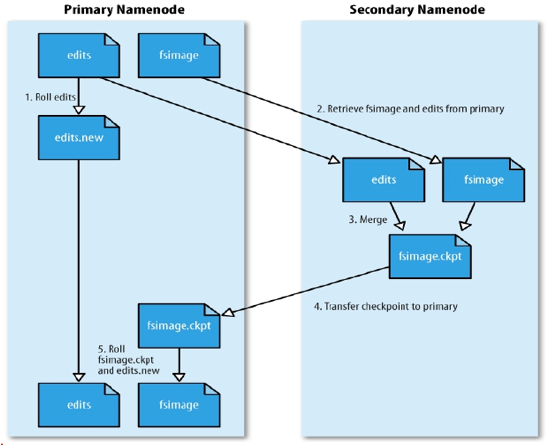 Primary Namenode
Secondary Namenode
edits
fsimage
1. Roll edits
2. Retrieve fsimage and edits from primary
edits.new
edits
fsimage
3. Merge
fsimage.ckpt
4. Transfer checkpoint to primary
fsimage.ckpt
5. Roll
fsimage.ckpt
and edits.new
edits
fsimage